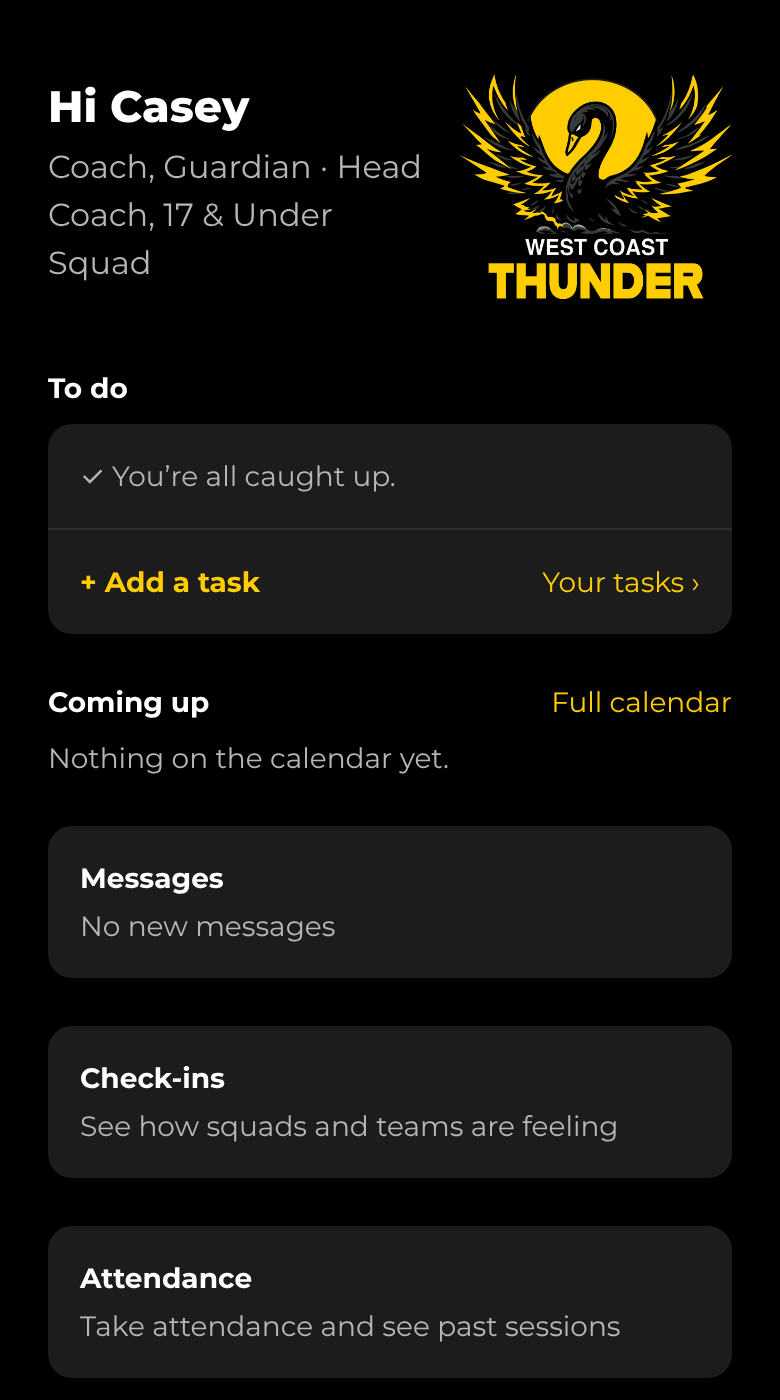 Hi Casey
Coach, Guardian · Head
Coach, 17 & Under
Squad
WEST COAST
THUNDER
To do
✓ You’re all caught up.
+ Add a task
Your tasks ›
Coming up
Full calendar
Nothing on the calendar yet.
Messages
No new messages
Check-ins
See how squads and teams are feeling
Attendance
Take attendance and see past sessions